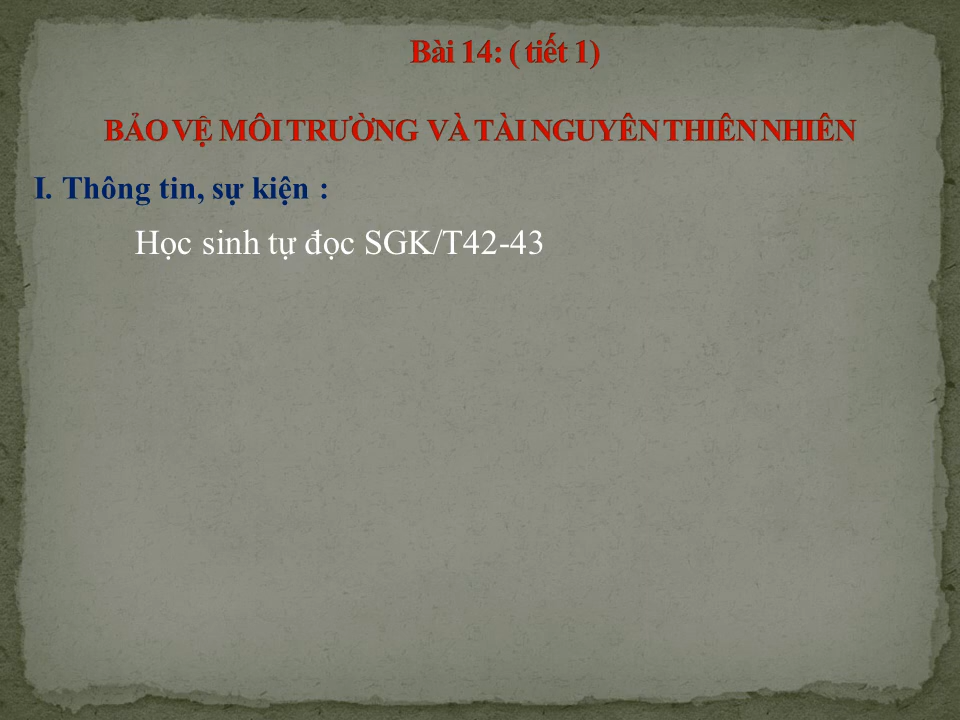 Bài 14: ( tiết 1)
BẢO VỆ MÔI TRƯỜNG VÀ TÀI NGUYÊN THIÊN NHIÊN
I. Thông tin, sự kiện :
Học sinh tự đọc SGK/T42-43